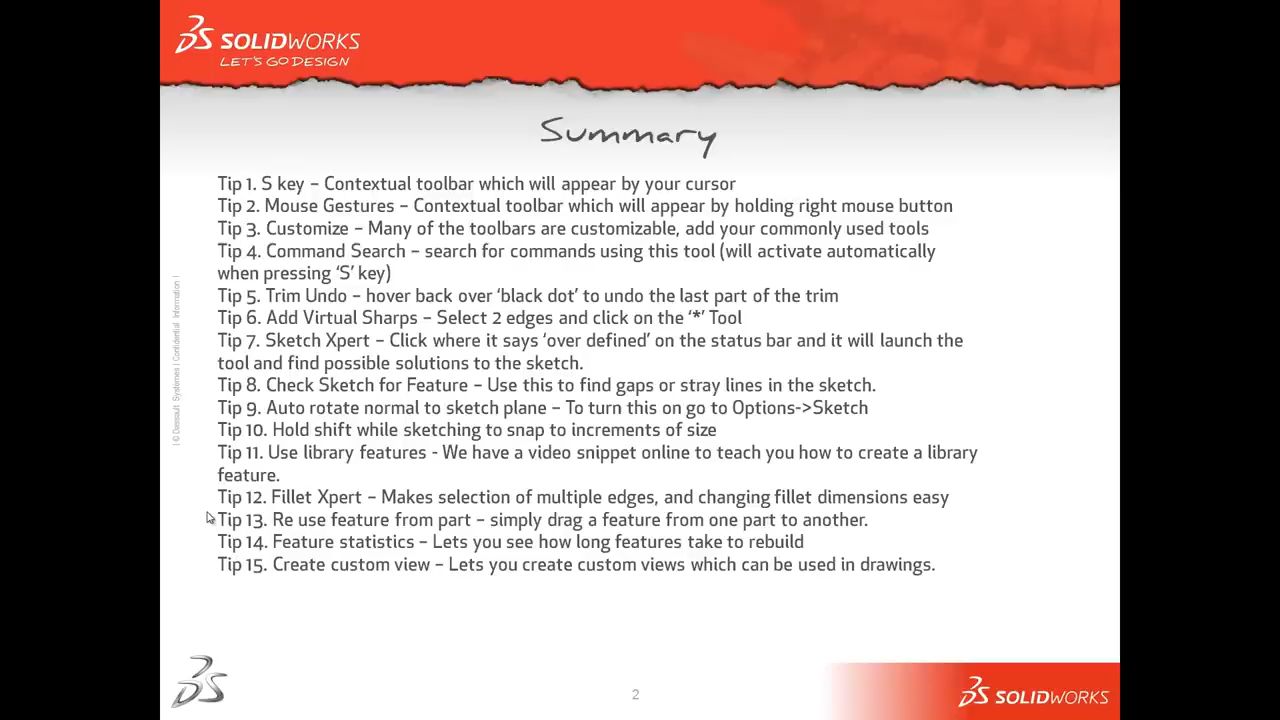 SOLIDWORKS
LET'S GO DESIGN
Summary
Tip 1. S key – Contextual toolbar which will appear by your cursor
Tip 2. Mouse Gestures – Contextual toolbar which will appear by holding right mouse button
Tip 3. Customize – Many of the toolbars are customizable, add your commonly used tools
Tip 4. Command Search – search for commands using this tool (will activate automatically
when pressing ‘S’ key)
Tip 5. Trim Undo – hover back over ‘black dot’ to undo the last part of the trim
Tip 6. Add Virtual Sharps – Select 2 edges and click on the ‘*’ Tool
Tip 7. Sketch Xpert – Click where it says ‘over defined’ on the status bar and it will launch the
tool and find possible solutions to the sketch.
Tip 8. Check Sketch for Feature – Use this to find gaps or stray lines in the sketch.
Tip 9. Auto rotate normal to sketch plane – To turn this on go to Options->Sketch
Tip 10. Hold shift while sketching to snap to increments of size
Tip 11. Use library features - We have a video snippet online to teach you how to create a library
feature.
Tip 12. Fillet Xpert – Makes selection of multiple edges, and changing fillet dimensions easy
Tip 13. Re use feature from part – simply drag a feature from one part to another.
Tip 14. Feature statistics – Lets you see how long features take to rebuild
Tip 15. Create custom view – Lets you create custom views which can be used in drawings.
| © Dassault Systèmes | Confidential Information |
2
SOLIDWORKS